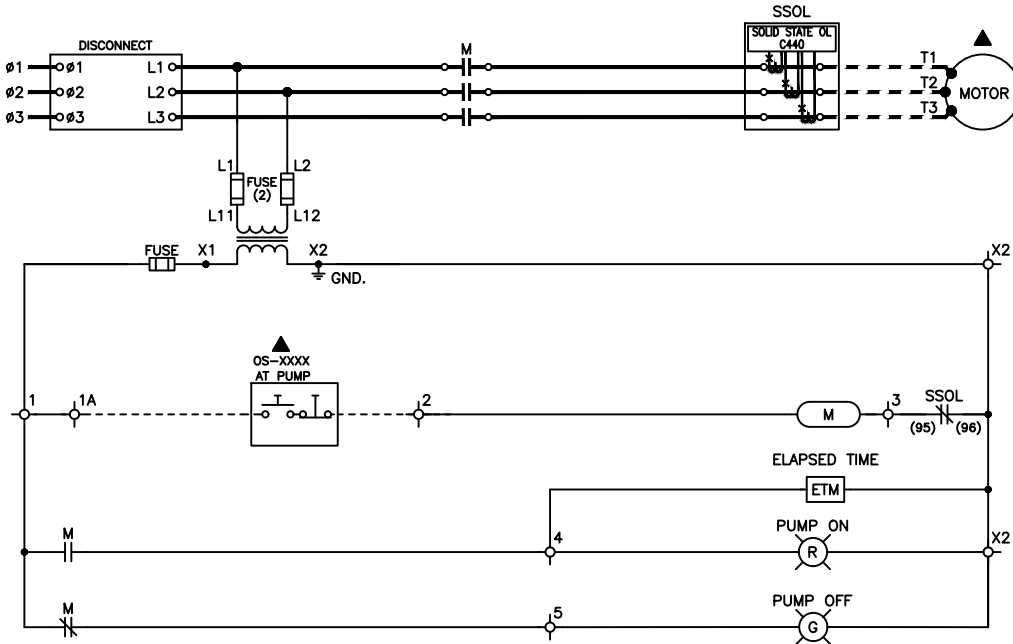 SSOL
DISCONNECT
SOLID STATE OL
C440
M
ø1 ø1 L1 T1
ø2 ø2 L2 T2 MOTOR
ø3 ø3 L3 T3
L1 L2
FUSE
(2)
L11 L12
FUSE X1 X2 X2
GND.
OS-XXXX
AT PUMP
1 1A 2 3 SSOL
M
(95) (96)
ELAPSED TIME
ETM
PUMP ON
M 4 X2
R
PUMP OFF
M 5
G